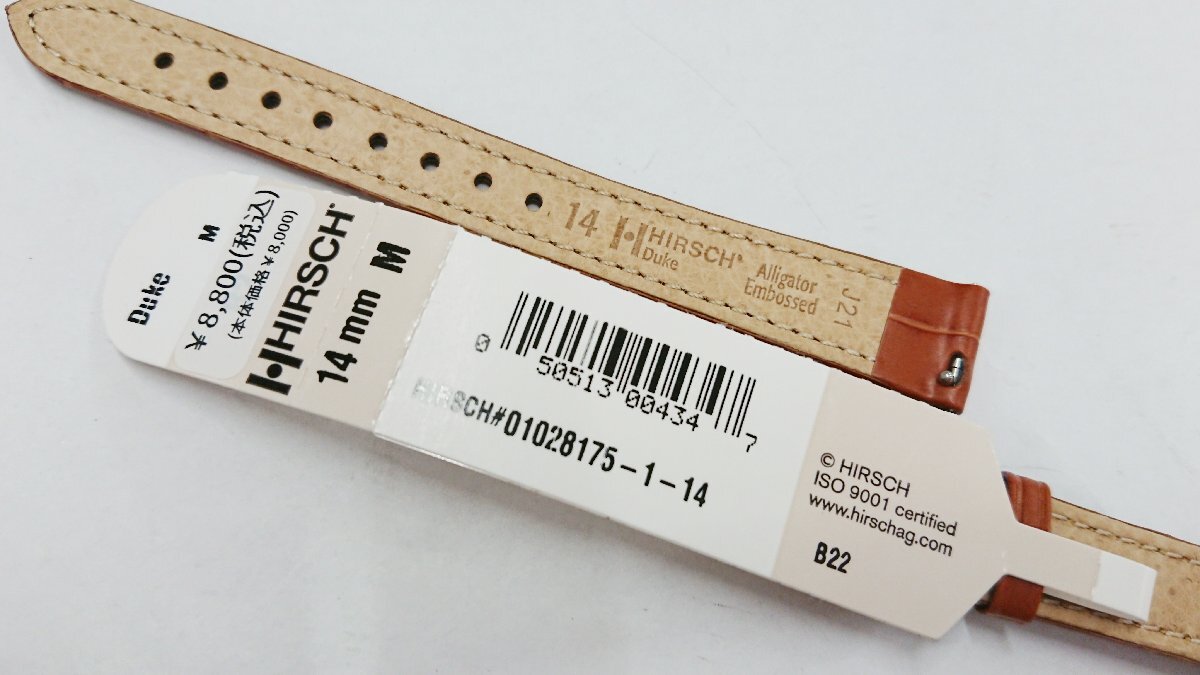 14 HIRSCH®
Duke
Alligator
Embossed
J21
Duke M
¥8,800(税込)
(本体価格¥8,000)
HIRSCH®
14 mm M
0 50513 00434 7
HIRSCH#01028175-1-14
© HIRSCH
ISO 9001 certified
www.hirschag.com
B22